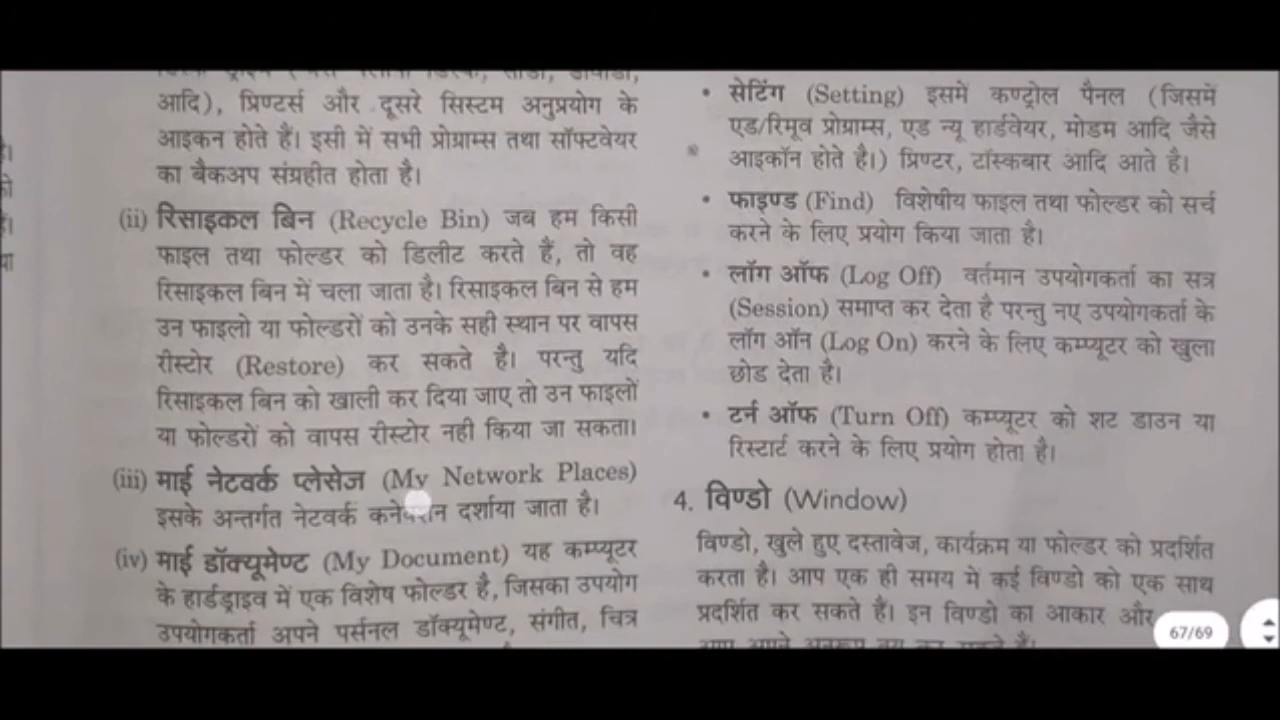 आदि), प्रिण्टर्स और दूसरे सिस्टम अनुप्रयोग के
आइकन होते हैं। इसी में सभी प्रोग्राम्स तथा सॉफ्टवेयर
का बैकअप संग्रहीत होता है।
(ii) रिसाइकल बिन (Recycle Bin) जब हम किसी
फाइल तथा फोल्डर को डिलीट करते हैं, तो वह
रिसाइकल बिन में चला जाता है। रिसाइकल बिन से हम
उन फाइलो या फोल्डरों को उनके सही स्थान पर वापस
रीस्टोर (Restore) कर सकते है। परन्तु यदि
रिसाइकल बिन को खाली कर दिया जाए तो उन फाइलों
या फोल्डरों को वापस रीस्टोर नही किया जा सकता।
(iii) माई नेटवर्क प्लेसेज (My Network Places)
इसके अन्तर्गत नेटवर्क कनेक्शन दर्शाया जाता है।
(iv) माई डॉक्यूमेण्ट (My Document) यह कम्प्यूटर
के हार्डड्राइव में एक विशेष फोल्डर है, जिसका उपयोग
उपयोगकर्ता अपने पर्सनल डॉक्यूमेण्ट, संगीत, चित्र
• सेटिंग (Setting) इसमें कण्ट्रोल पैनल (जिसमें
एड/रिमूव प्रोग्राम्स, एड न्यू हार्डवेयर, मोडम आदि जैसे
आइकॉन होते है।) प्रिण्टर, टॉस्कबार आदि आते है।
• फाइण्ड (Find) विशेषीय फाइल तथा फोल्डर को सर्च
करने के लिए प्रयोग किया जाता है।
• लॉग ऑफ (Log Off) वर्तमान उपयोगकर्ता का सत्र
(Session) समाप्त कर देता है परन्तु नए उपयोगकर्ता के
लॉग ऑन (Log On) करने के लिए कम्प्यूटर को खुला
छोड देता है।
• टर्न ऑफ (Turn Off) कम्प्यूटर को शट डाउन या
रिस्टार्ट करने के लिए प्रयोग होता है।
4. विण्डो (Window)
विण्डो, खुले हुए दस्तावेज, कार्यक्रम या फोल्डर को प्रदर्शित
करता है। आप एक ही समय में कई विण्डो को एक साथ
प्रदर्शित कर सकते हैं। इन विण्डो का आकार और
67/69